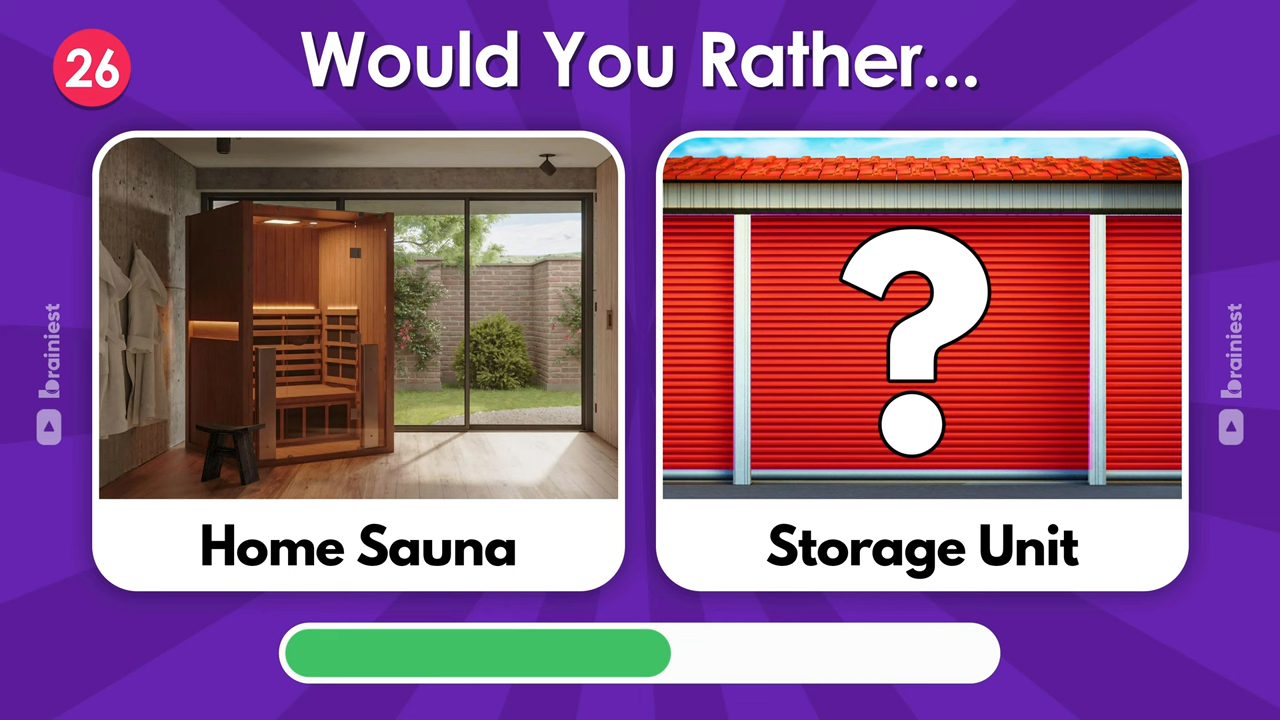 26
Would You Rather...
?
Home Sauna
Storage Unit
brainiest
brainiest